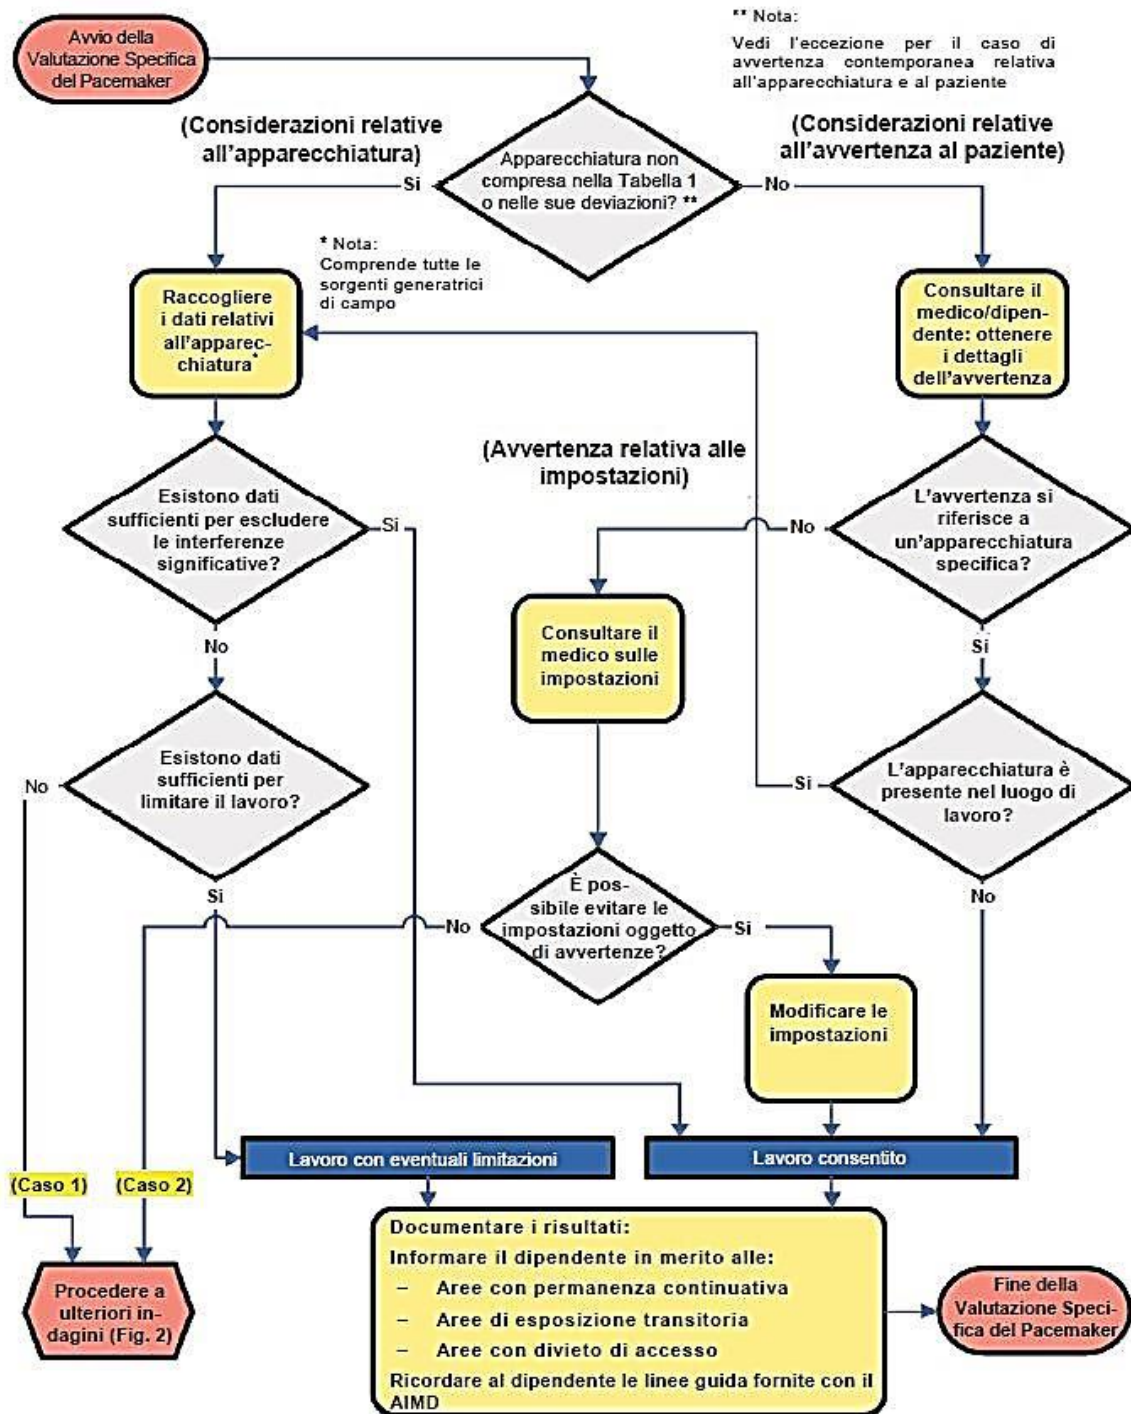 Avvio della
Valutazione Specifica
del Pacemaker
** Nota:
Vedi l'eccezione per il caso di
avvertenza contemporanea relativa
all'apparecchiatura e al paziente
(Considerazioni relative
all'apparecchiatura)
(Considerazioni relative
all'avvertenza al paziente)
Apparecchiatura non
compresa nella Tabella 1
o nelle sue deviazioni? **
Si
No
* Nota:
Comprende tutte le
sorgenti generatrici
di campo
Raccogliere
i dati relativi
all'apparec-
chiatura*
Consultare il
medico/dipen-
dente: ottenere
i dettagli
dell'avvertenza
(Avvertenza relativa alle
impostazioni)
Esistono dati
sufficienti per escludere
le interferenze
significative?
Si
No
L'avvertenza si
riferisce a
un'apparecchiatura
specifica?
No
Si
Consultare il
medico sulle
impostazioni
Esistono dati
sufficienti per
limitare il lavoro?
No
Si
L'apparecchiatura è
presente nel luogo di
lavoro?
Si
No
È pos-
sibile evitare le
impostazioni oggetto
di avvertenze?
No
Si
Modificare le
impostazioni
Lavoro con eventuali limitazioni
Lavoro consentito
(Caso 1)
(Caso 2)
Procedere a
ulteriori in-
dagini (Fig. 2)
Documentare i risultati:
Informare il dipendente in merito alle:
– Aree con permanenza continuativa
– Aree di esposizione transitoria
– Aree con divieto di accesso
Ricordare al dipendente le linee guida fornite con il
AIMD
Fine della
Valutazione Speci-
fica del Pacemaker